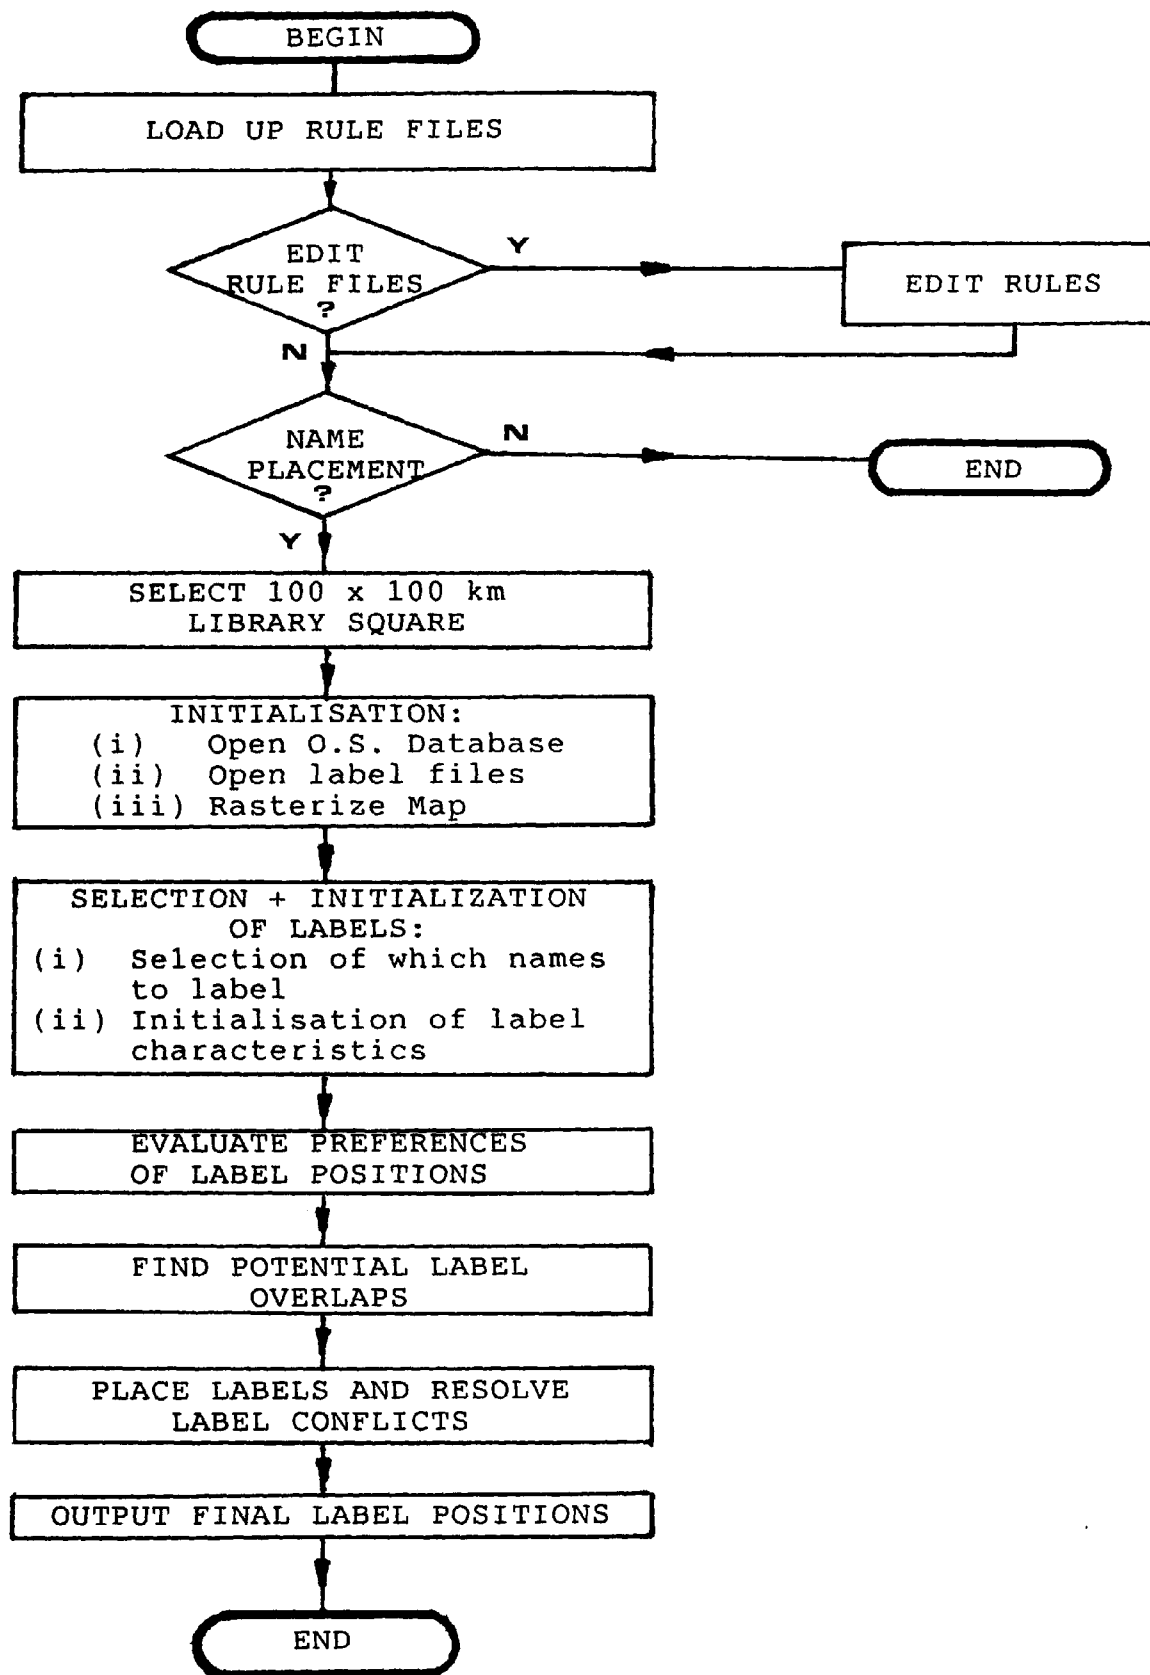 BEGIN
LOAD UP RULE FILES
EDIT
RULE FILES
?
Y
EDIT RULES
N
NAME
PLACEMENT
?
N
END
Y
SELECT 100 x 100 km
LIBRARY SQUARE
INITIALISATION:
(i) Open O.S. Database
(ii) Open label files
(iii) Rasterize Map
SELECTION + INITIALIZATION
OF LABELS:
(i) Selection of which names
to label
(ii) Initialisation of label
characteristics
EVALUATE PREFERENCES
OF LABEL POSITIONS
FIND POTENTIAL LABEL
OVERLAPS
PLACE LABELS AND RESOLVE
LABEL CONFLICTS
OUTPUT FINAL LABEL POSITIONS
END